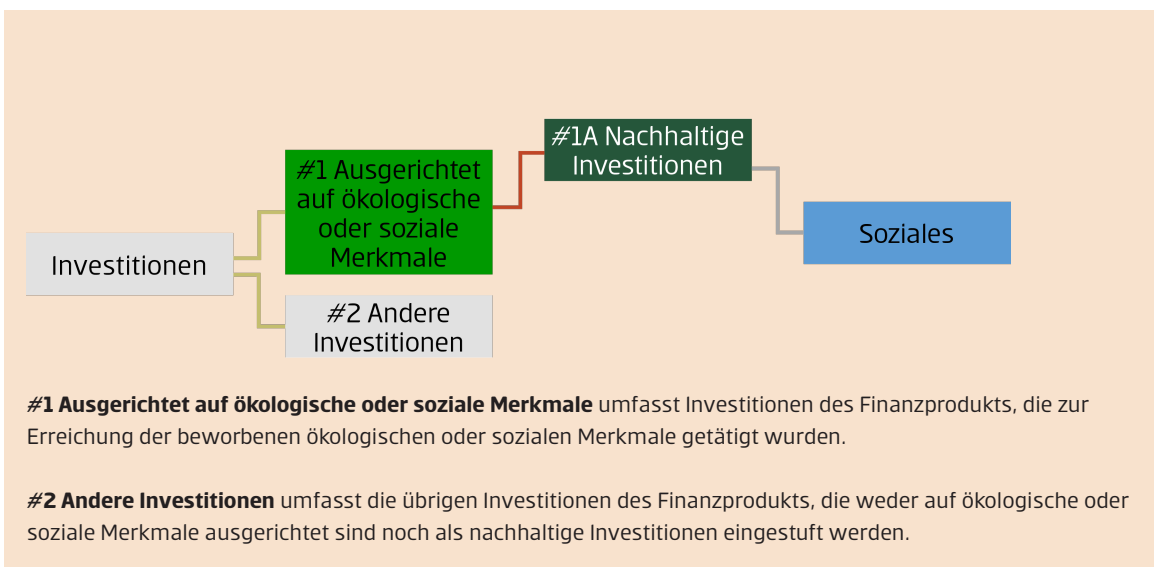 #1A Nachhaltige
Investitionen
#1 Ausgerichtet
auf ökologische
oder soziale
Merkmale
Soziales
Investitionen
#2 Andere
Investitionen
#1 Ausgerichtet auf ökologische oder soziale Merkmale umfasst Investitionen des Finanzprodukts, die zur
Erreichung der beworbenen ökologischen oder sozialen Merkmale getätigt wurden.
#2 Andere Investitionen umfasst die übrigen Investitionen des Finanzprodukts, die weder auf ökologische oder
soziale Merkmale ausgerichtet sind noch als nachhaltige Investitionen eingestuft werden.